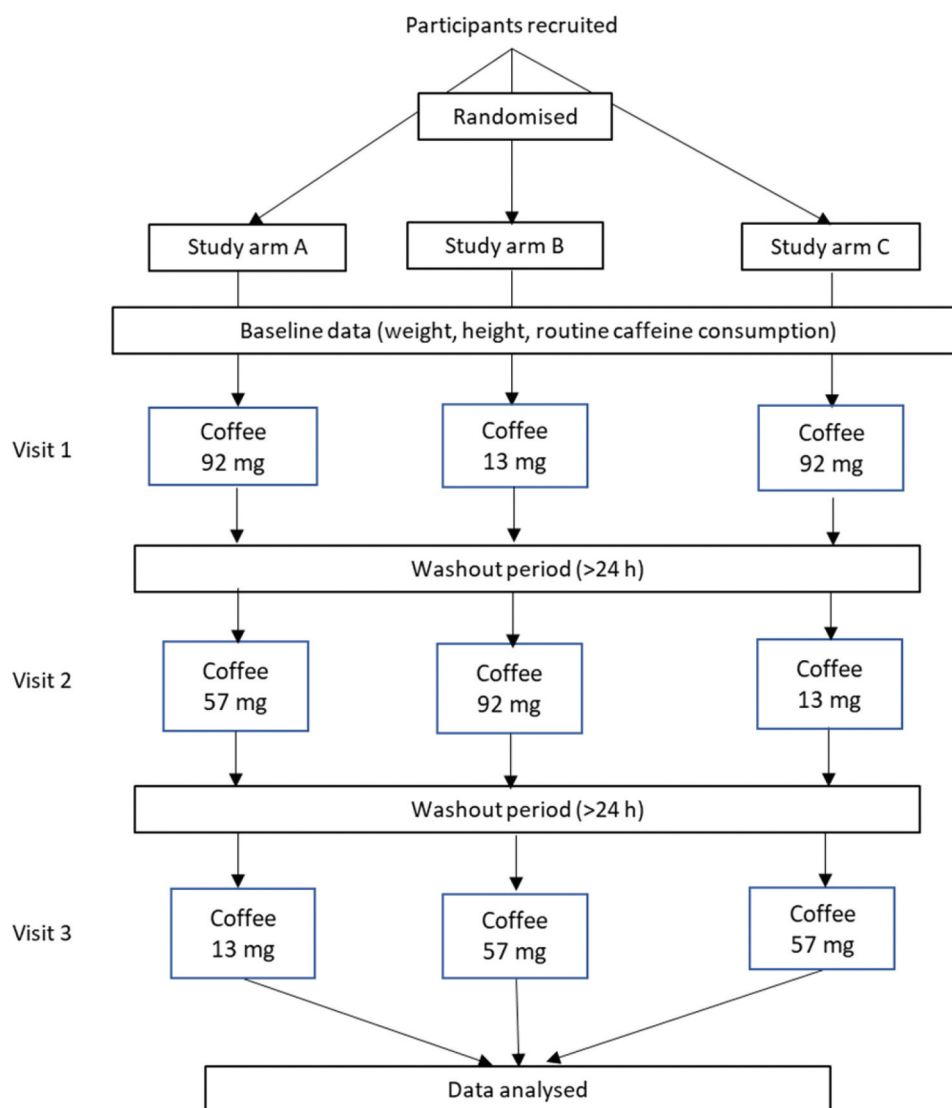 Participants recruited
Randomised
Study arm A
Study arm B
Study arm C
Baseline data (weight, height, routine caffeine consumption)
Visit 1
Coffee
92 mg
Coffee
13 mg
Coffee
92 mg
Washout period (>24 h)
Visit 2
Coffee
57 mg
Coffee
92 mg
Coffee
13 mg
Washout period (>24 h)
Visit 3
Coffee
13 mg
Coffee
57 mg
Coffee
57 mg
Data analysed